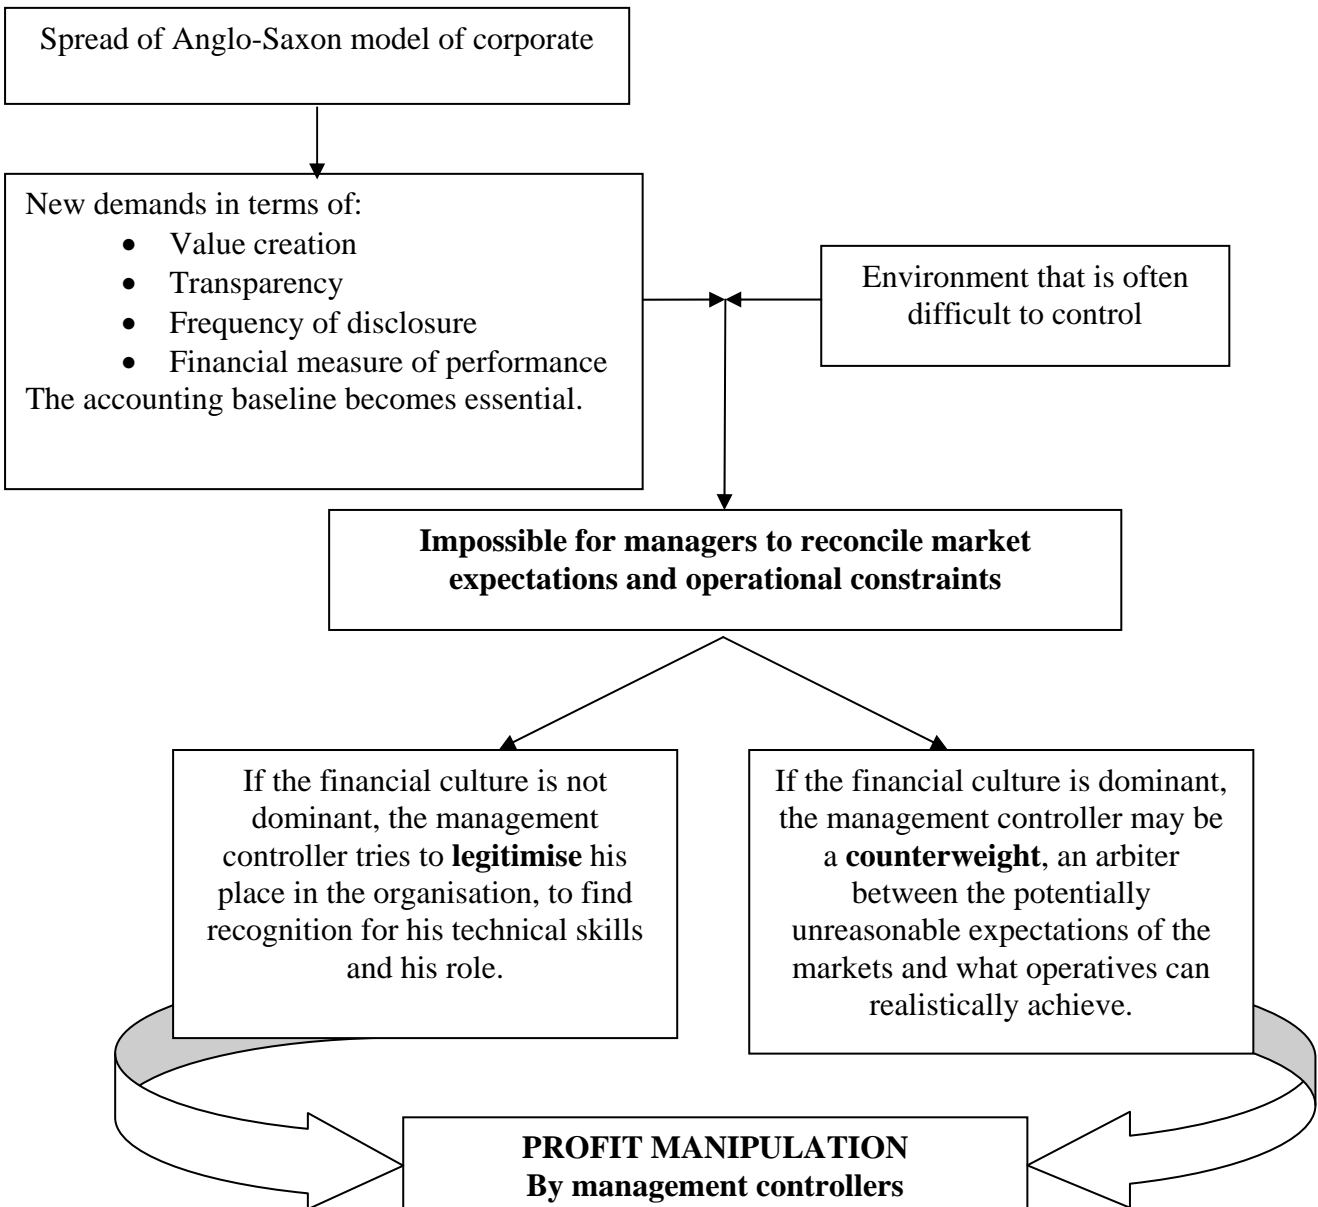 Spread of Anglo-Saxon model of corporate
New demands in terms of:
• Value creation
• Transparency
• Frequency of disclosure
• Financial measure of performance
The accounting baseline becomes essential.
Environment that is often
difficult to control
Impossible for managers to reconcile market
expectations and operational constraints
If the financial culture is not
dominant, the management
controller tries to legitimise his
place in the organisation, to find
recognition for his technical skills
and his role.
If the financial culture is dominant,
the management controller may be
a counterweight, an arbiter
between the potentially
unreasonable expectations of the
markets and what operatives can
realistically achieve.
PROFIT MANIPULATION
By management controllers